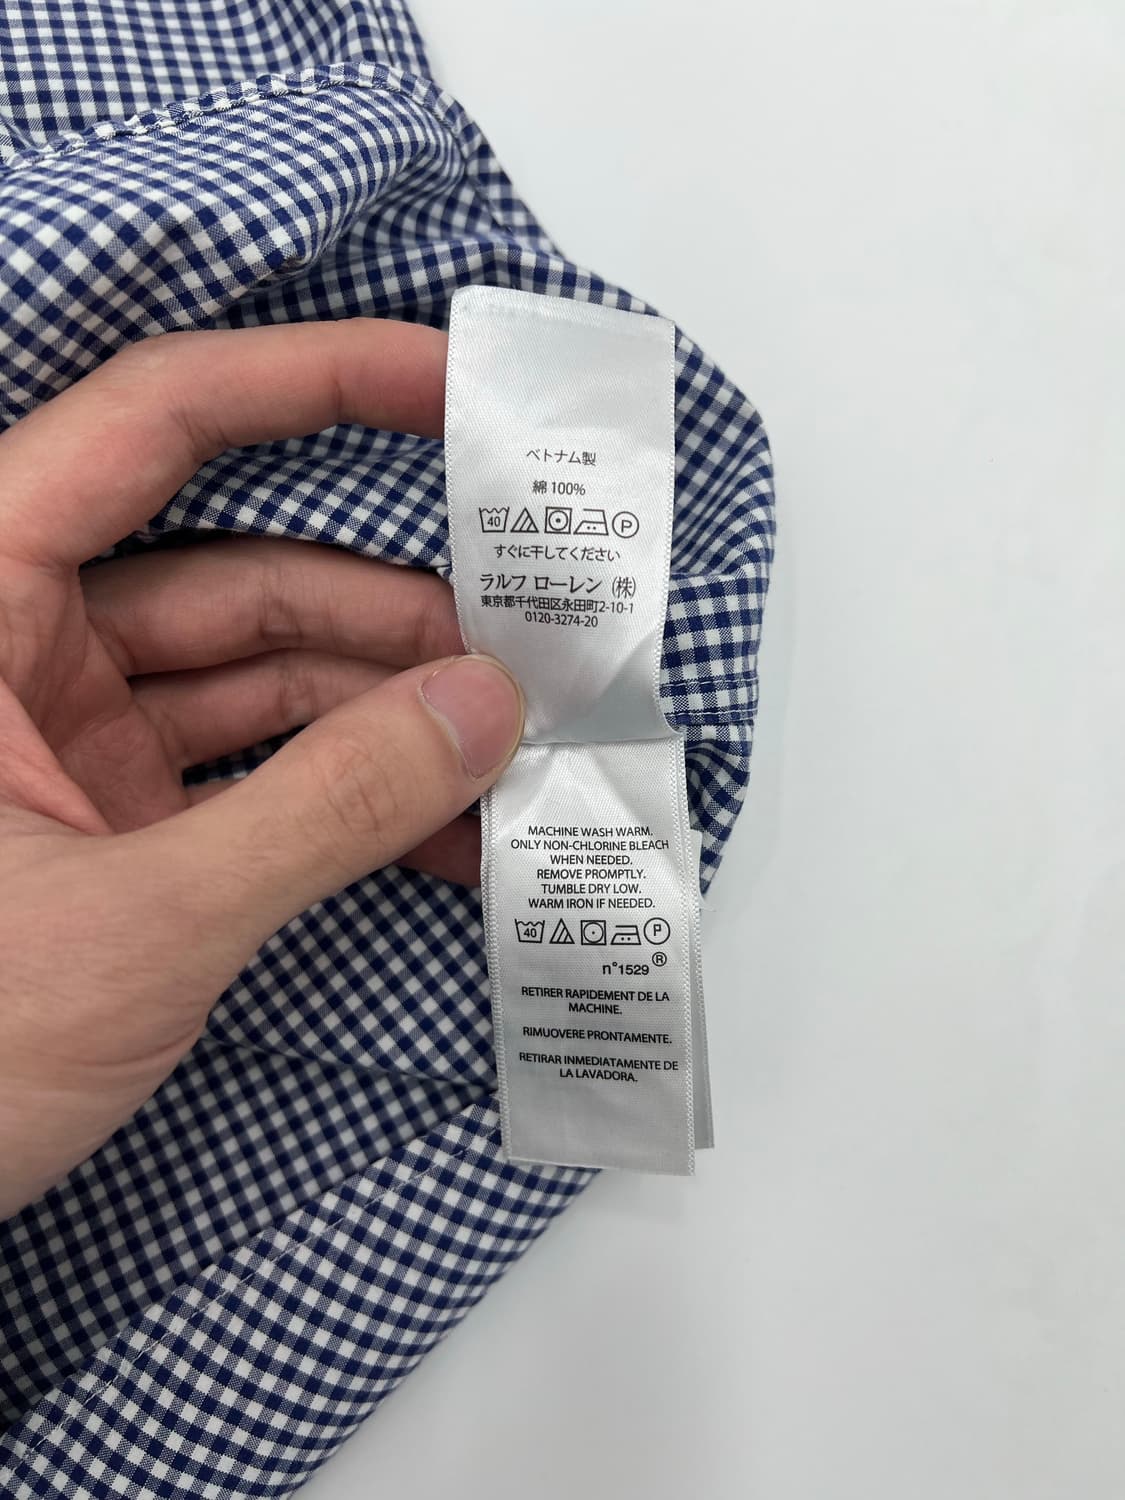 ベトナム製
綿 100%
40 P
すぐに干してください
ラルフ ローレン (株)
東京都千代田区永田町2-10-1
0120-3274-20
MACHINE WASH WARM.
ONLY NON-CHLORINE BLEACH
WHEN NEEDED.
REMOVE PROMPTLY.
TUMBLE DRY LOW.
WARM IRON IF NEEDED.
40 P
n°1529 ®
RETIRER RAPIDEMENT DE LA
MACHINE.
RIMUOVERE PRONTAMENTE.
RETIRAR INMEDIATAMENTE DE
LA LAVADORA.